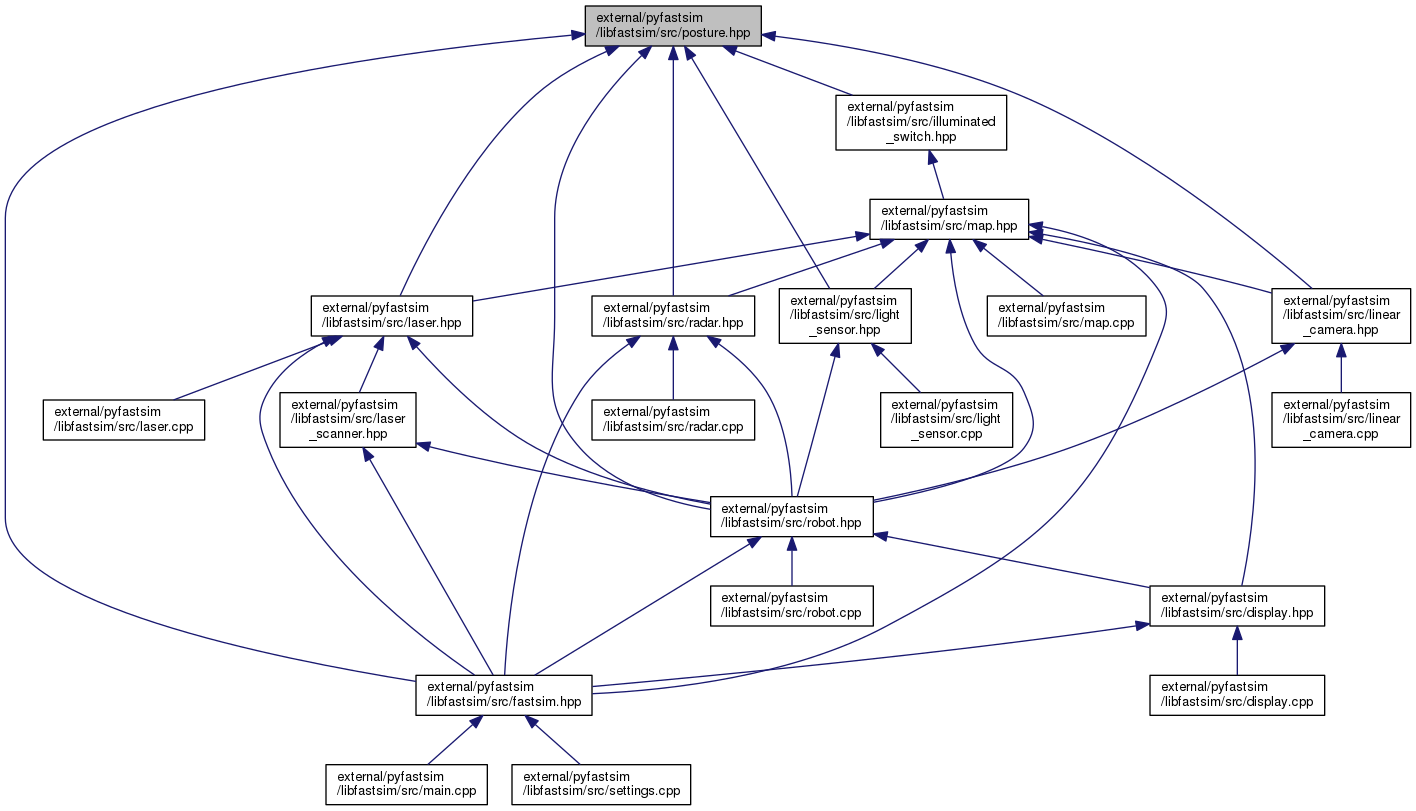 external/pyfastsim
/libfastsim/src/posture.hpp
external/pyfastsim
/libfastsim/src/illuminated
_switch.hpp
external/pyfastsim
/libfastsim/src/map.hpp
external/pyfastsim
/libfastsim/src/laser.hpp
external/pyfastsim
/libfastsim/src/radar.hpp
external/pyfastsim
/libfastsim/src/light
_sensor.hpp
external/pyfastsim
/libfastsim/src/map.cpp
external/pyfastsim
/libfastsim/src/linear
_camera.hpp
external/pyfastsim
/libfastsim/src/laser.cpp
external/pyfastsim
/libfastsim/src/laser
_scanner.hpp
external/pyfastsim
/libfastsim/src/radar.cpp
external/pyfastsim
/libfastsim/src/light
_sensor.cpp
external/pyfastsim
/libfastsim/src/linear
_camera.cpp
external/pyfastsim
/libfastsim/src/robot.hpp
external/pyfastsim
/libfastsim/src/robot.cpp
external/pyfastsim
/libfastsim/src/display.hpp
external/pyfastsim
/libfastsim/src/fastsim.hpp
external/pyfastsim
/libfastsim/src/display.cpp
external/pyfastsim
/libfastsim/src/main.cpp
external/pyfastsim
/libfastsim/src/settings.cpp